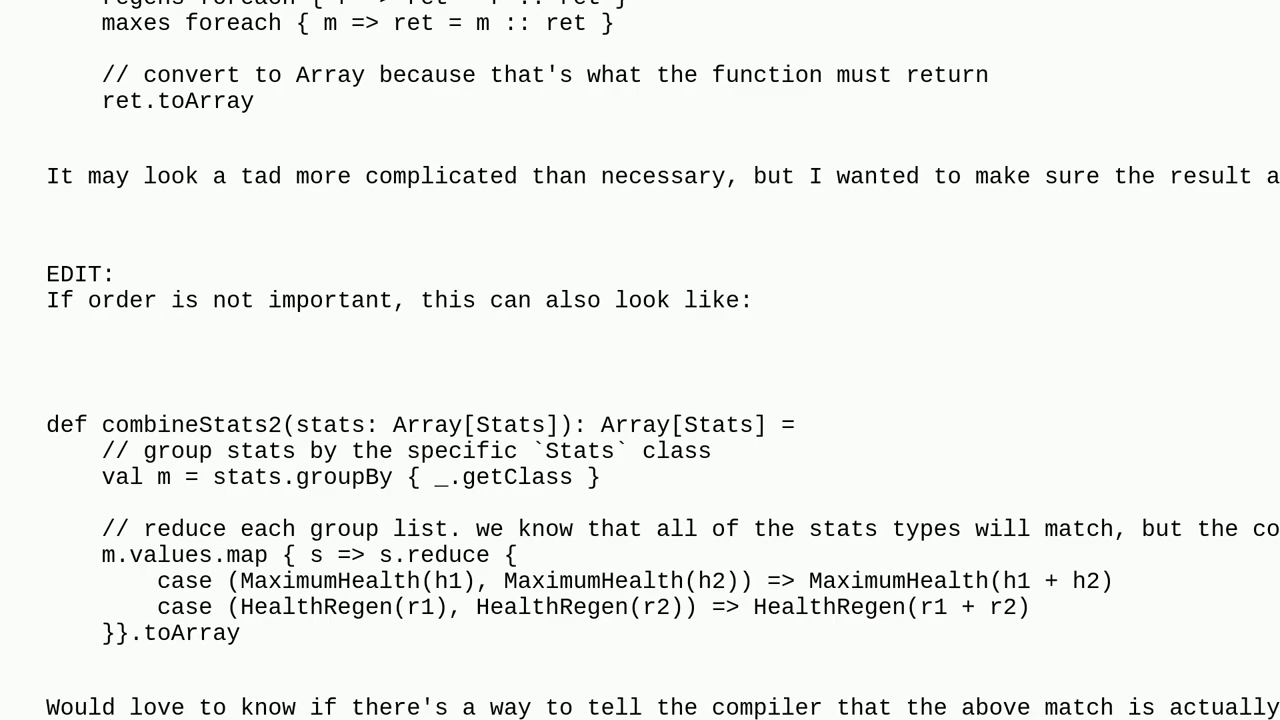 regens foreach { r => ret = r :: ret }
maxes foreach { m => ret = m :: ret }
// convert to Array because that's what the function must return
ret.toArray
It may look a tad more complicated than necessary, but I wanted to make sure the result a
EDIT:
If order is not important, this can also look like:
def combineStats2(stats: Array[Stats]): Array[Stats] =
// group stats by the specific `Stats` class
val m = stats.groupBy { _.getClass }
// reduce each group list. we know that all of the stats types will match, but the co
m.values.map { s => s.reduce {
case (MaximumHealth(h1), MaximumHealth(h2)) => MaximumHealth(h1 + h2)
case (HealthRegen(r1), HealthRegen(r2)) => HealthRegen(r1 + r2)
}}.toArray
Would love to know if there's a way to tell the compiler that the above match is actually